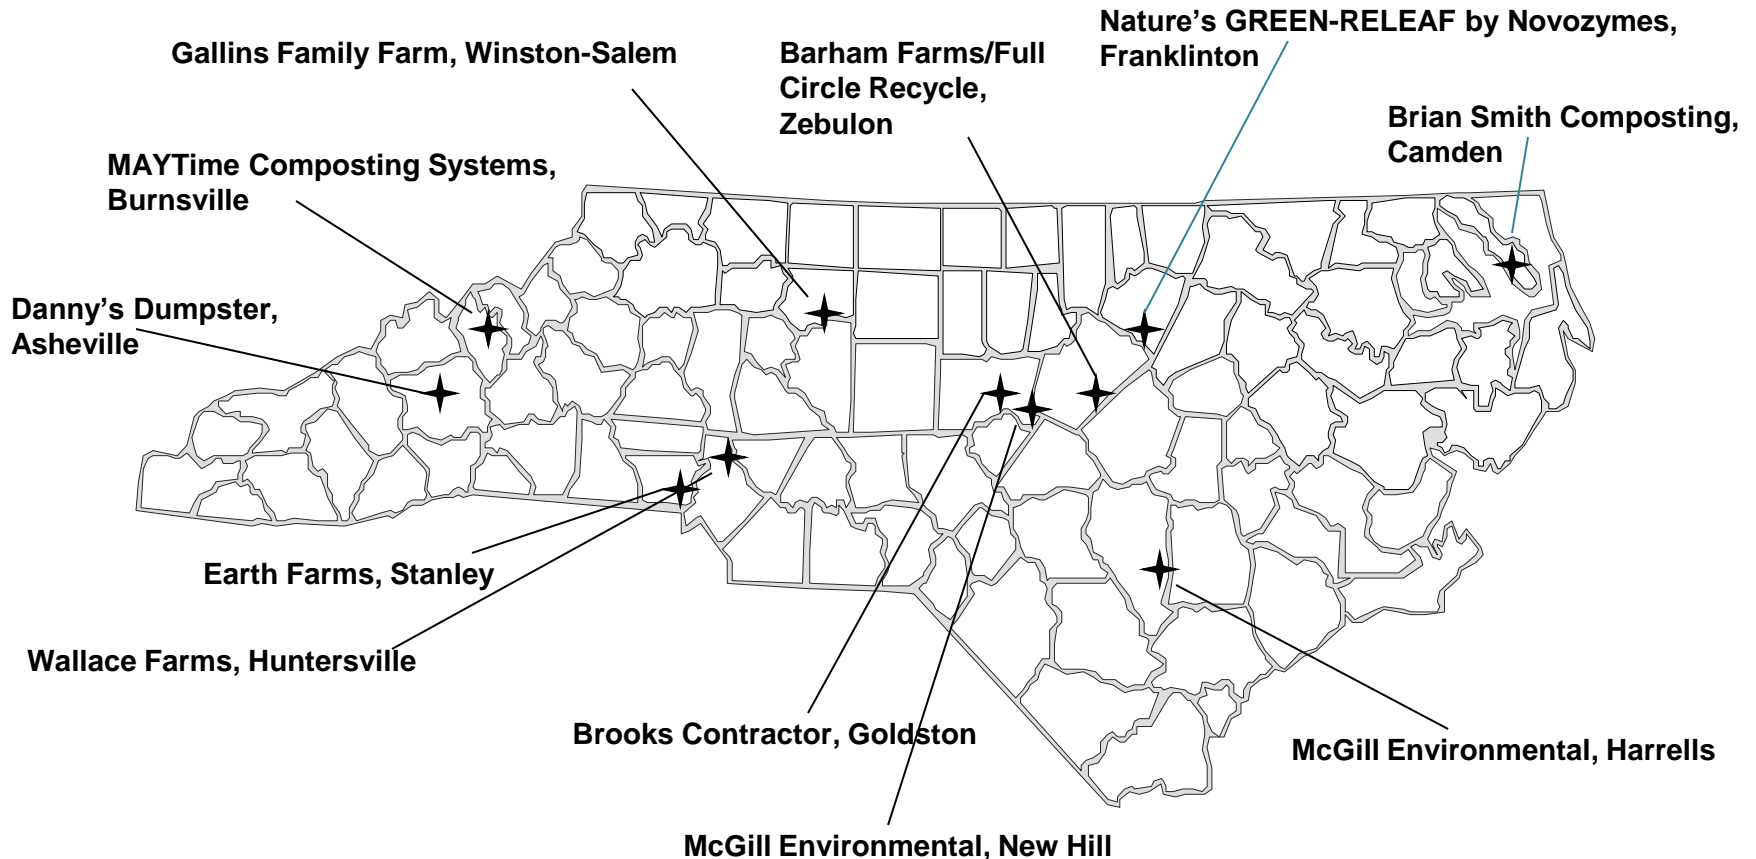 Nature’s GREEN-RELEAF by Novozymes,
Franklinton
Gallins Family Farm, Winston-Salem
Barham Farms/Full
Circle Recycle,
Zebulon
Brian Smith Composting,
Camden
MAYTime Composting Systems,
Burnsville
Danny’s Dumpster,
Asheville
Earth Farms, Stanley
Wallace Farms, Huntersville
Brooks Contractor, Goldston
McGill Environmental, Harrells
McGill Environmental, New Hill